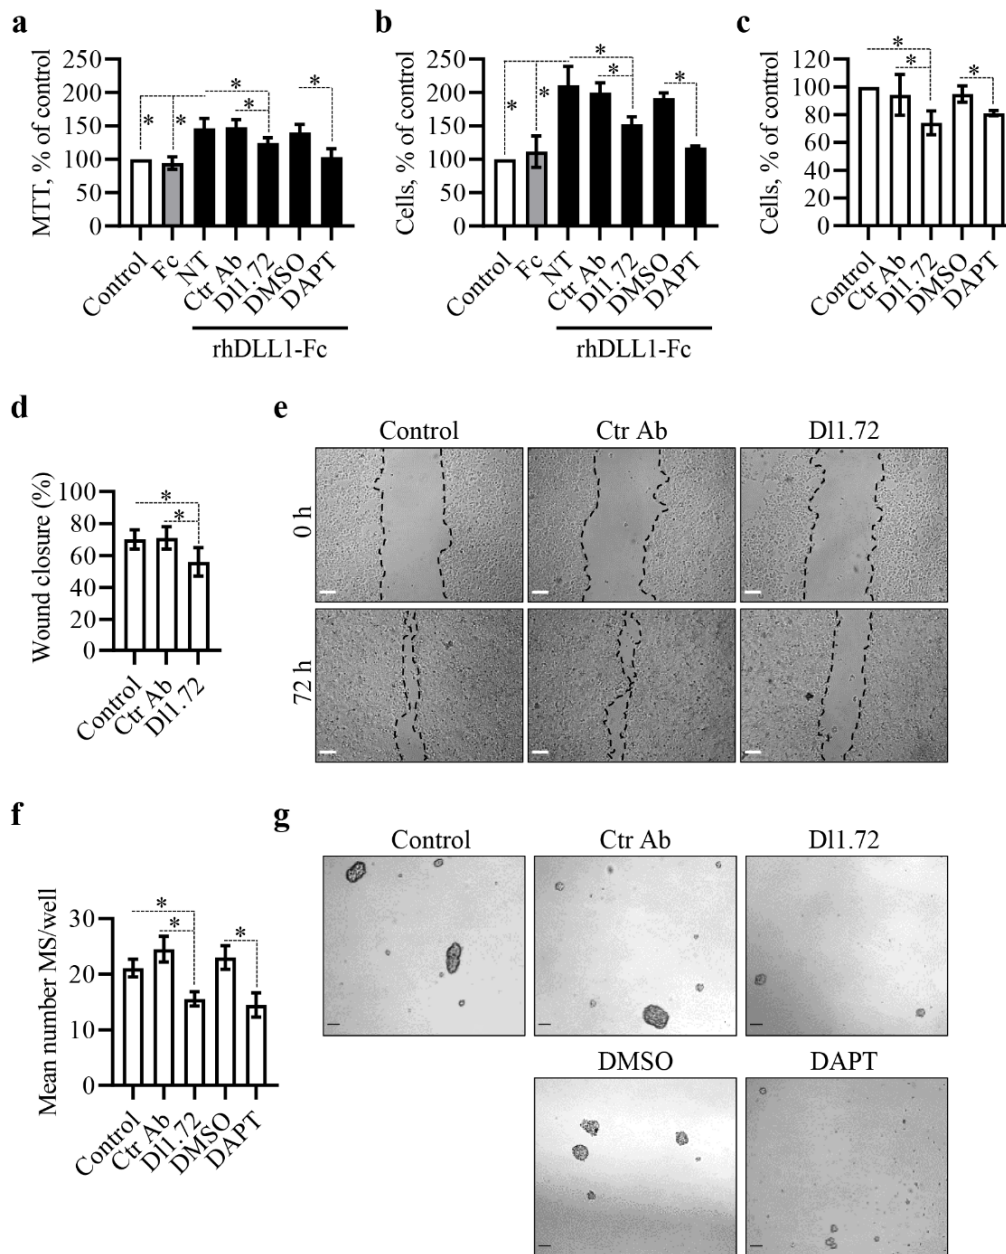 a
MTT, % of control
250
200
150
100
50
0
*
*
*
*
*
Control
Fc
NT
Ctr Ab
Dl1.72
DMSO
DAPT
rhDLL1-Fc
b
Cells, % of control
250
200
150
100
50
0
*
*
*
*
*
Control
Fc
NT
Ctr Ab
Dl1.72
DMSO
DAPT
rhDLL1-Fc
c
Cells, % of control
120
100
80
60
40
20
0
*
*
*
Control
Ctr Ab
Dl1.72
DMSO
DAPT
d
Wound closure (%)
100
80
60
40
20
0
*
*
Control
Ctr Ab
Dl1.72
e
Control
Ctr Ab
Dl1.72
0 h
72 h
f
Mean number MS/well
30
20
10
0
*
*
*
Control
Ctr Ab
Dl1.72
DMSO
DAPT
g
Control
Ctr Ab
Dl1.72
DMSO
DAPT